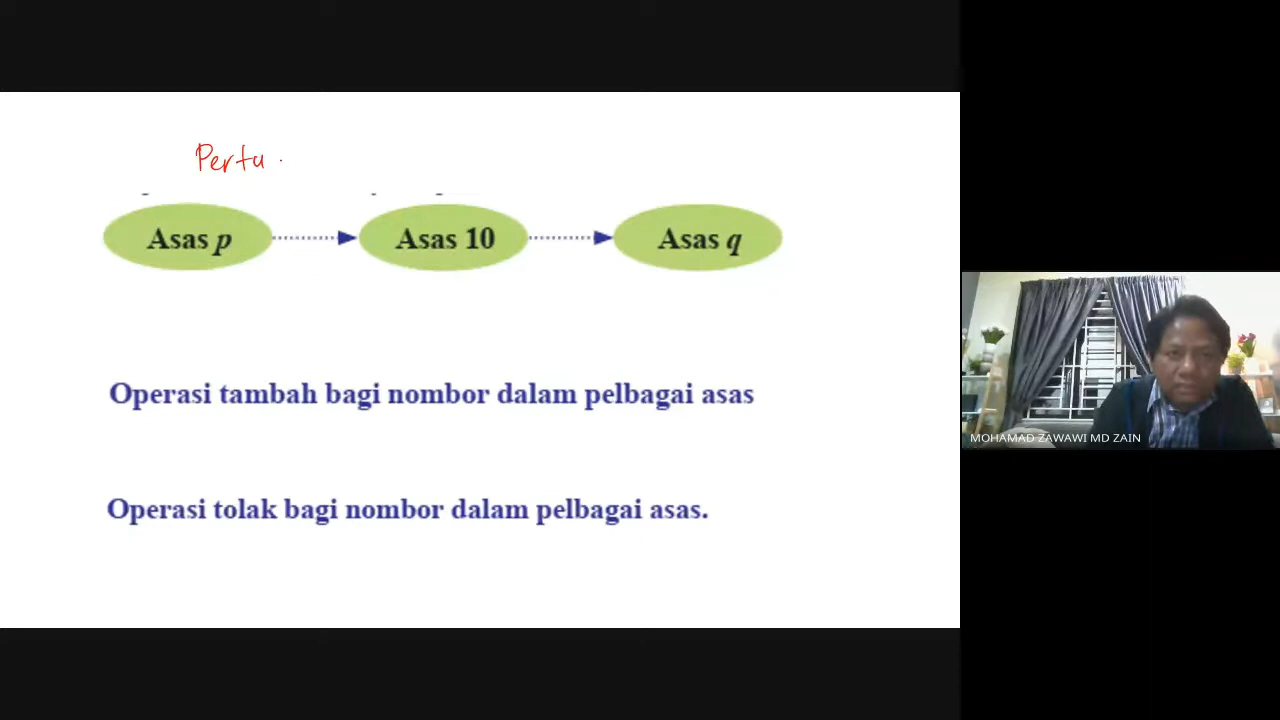 Pertu
Asas p
Asas 10
Asas q
Operasi tambah bagi nombor dalam pelbagai asas
Operasi tolak bagi nombor dalam pelbagai asas.
MOHAMAD ZAWAWI MD ZAIN